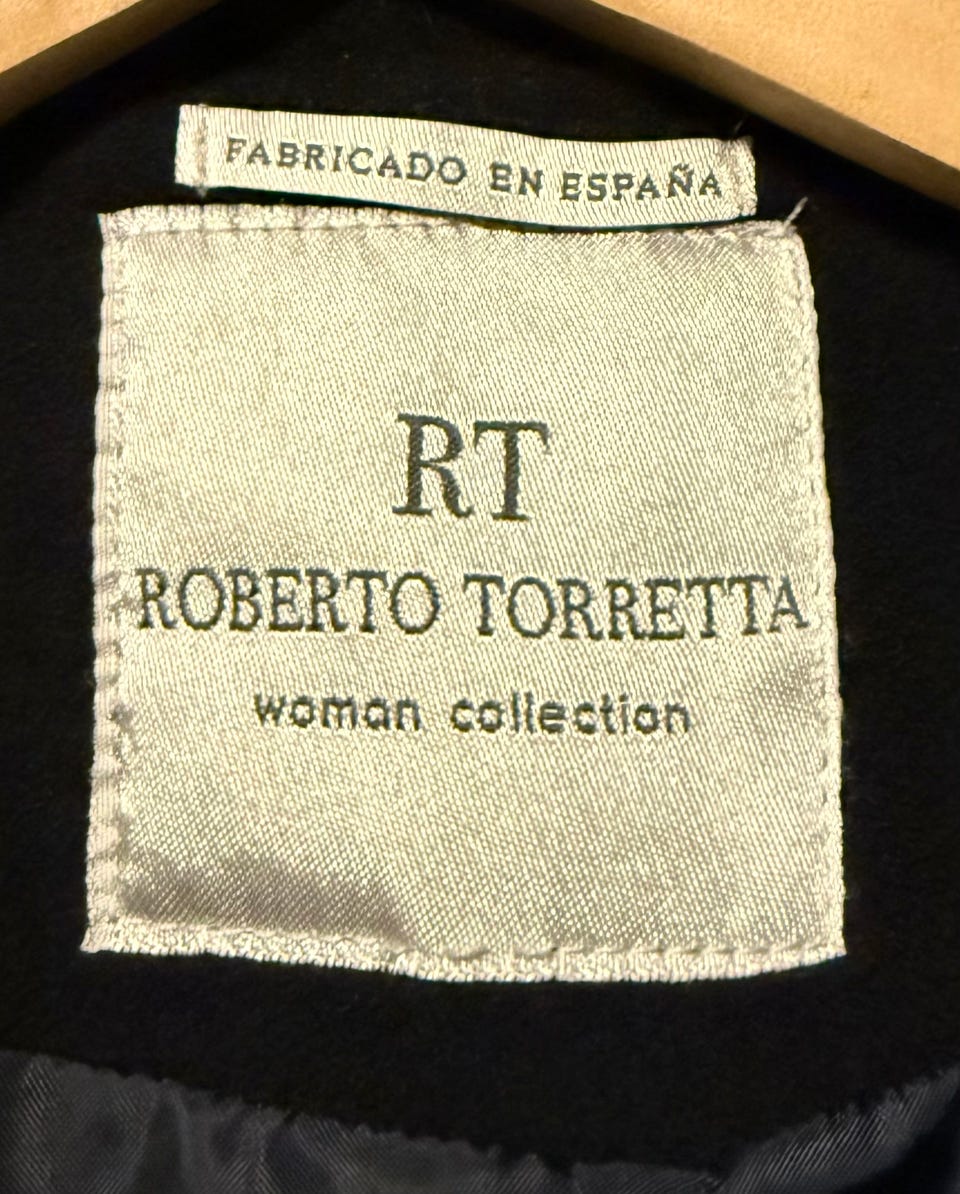 FABRICADO EN ESPAÑA
RT
ROBERTO TORRETTA
woman collection